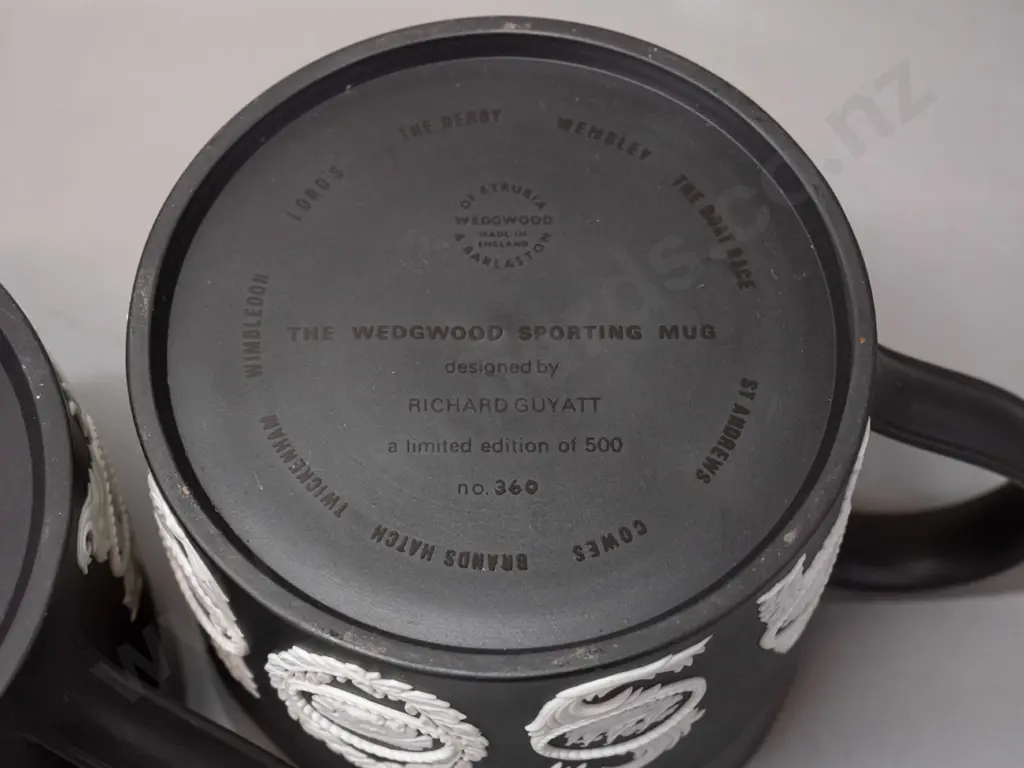 THE DERBY
WEMBLEY
THE BOAT RACE
ST ANDREWS
COWES
BRANDS HATCH
TWICKENHAM
WIMBLEDON
LORD'S
OF ETRURIA
WEDGWOOD
MADE IN
ENGLAND
& BARLASTON
THE WEDGWOOD SPORTING MUG
designed by
RICHARD GUYATT
a limited edition of 500
no. 360